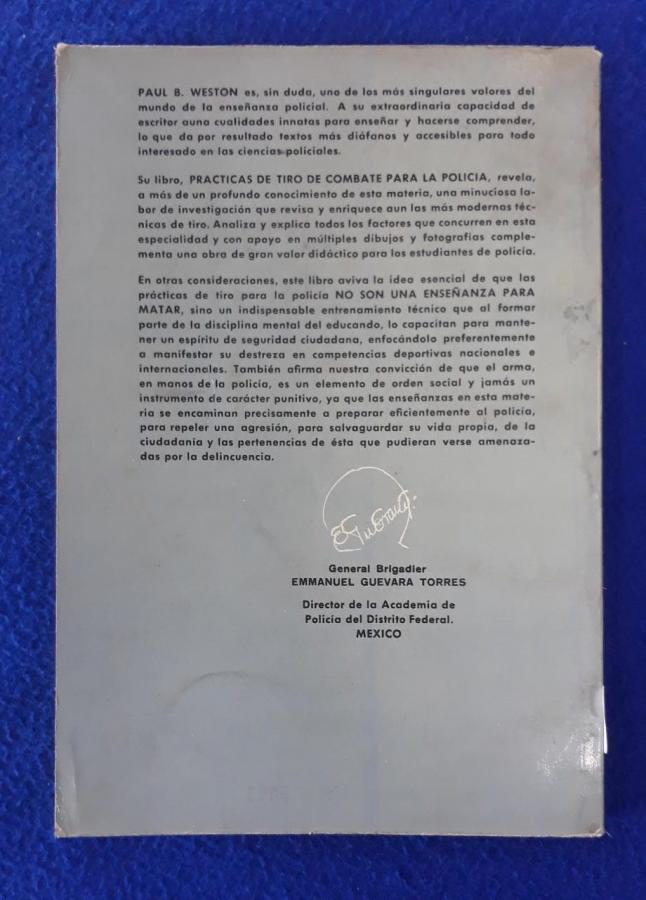 PAUL B. WESTON es, sin duda, uno de los más singulares valores del
mundo de la enseñanza policial. A su extraordinaria capacidad de
escritor auna cualidades innatas para enseñar y hacerse comprender,
lo que da por resultado textos más diáfanos y accesibles para todo
interesado en las ciencias policiales.
Su libro, PRACTICAS DE TIRO DE COMBATE PARA LA POLICIA, revela,
a más de un profundo conocimiento de esta materia, una minuciosa la-
bor de investigación que revisa y enriquece aun las más modernas téc-
nicas de tiro. Analiza y explica todos los factores que concurren en esta
especialidad y con apoyo en múltiples dibujos y fotografías comple-
menta una obra de gran valor didáctico para los estudiantes de policía.
En otras consideraciones, este libro aviva la idea esencial de que las
prácticas de tiro para la policía NO SON UNA ENSEÑANZA PARA
MATAR, sino un indispensable entrenamiento técnico que al formar
parte de la disciplina mental del educando, lo capacitan para mante-
ner un espíritu de seguridad ciudadana, enfocándolo preferentemente
a manifestar su destreza en competencias deportivas nacionales e
internacionales. También afirma nuestra convicción de que el arma,
en manos de la policía, es un elemento de orden social y jamás un
instrumento de carácter punitivo, ya que las enseñanzas en esta mate-
ria se encaminan precisamente a preparar eficientemente al policía,
para repeler una agresión, para salvaguardar su vida propia, de la
ciudadanía y las pertenencias de ésta que pudieran verse amenaza-
das por la delincuencia.
General Brigadier
EMMANUEL GUEVARA TORRES
Director de la Academia de
Policía del Distrito Federal.
MEXICO